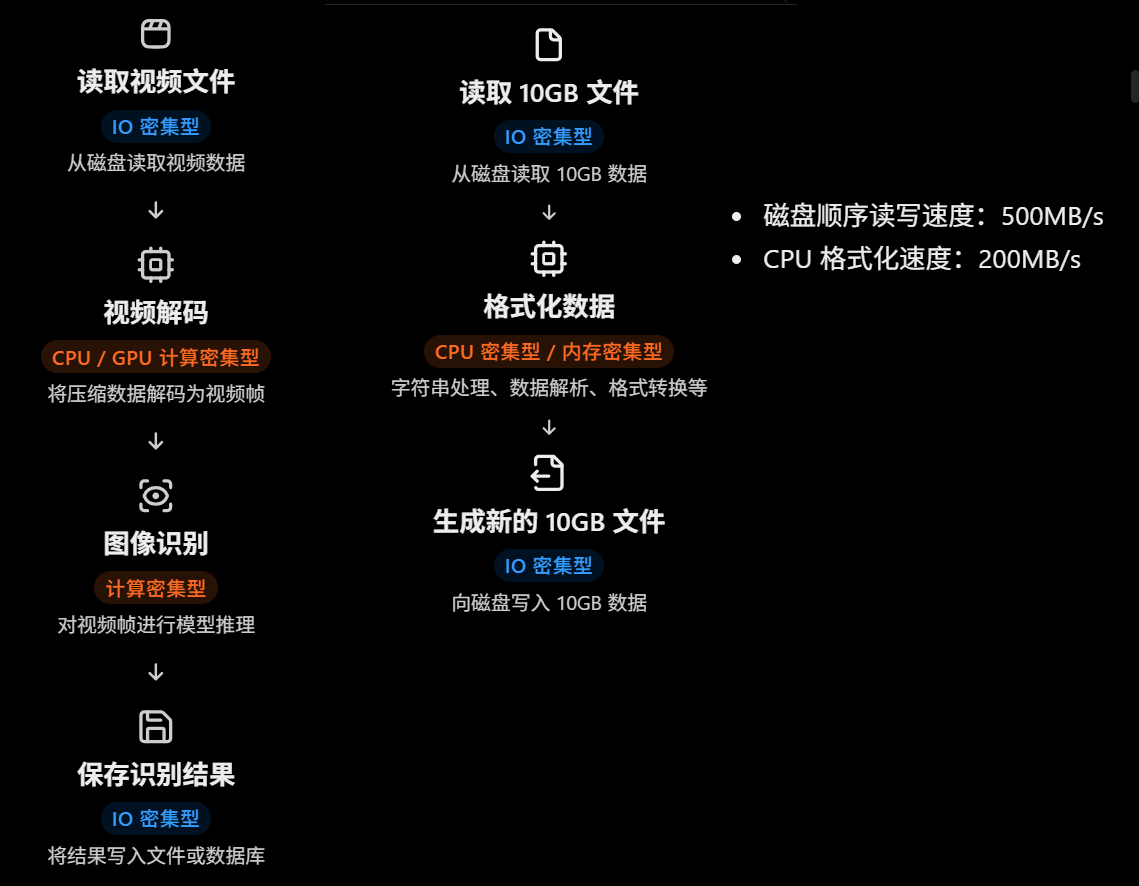 读取视频文件
IO 密集型
从磁盘读取视频数据
视频解码
CPU / GPU 计算密集型
将压缩数据解码为视频帧
图像识别
计算密集型
对视频帧进行模型推理
保存识别结果
IO 密集型
将结果写入文件或数据库
读取 10GB 文件
IO 密集型
从磁盘读取 10GB 数据
格式化数据
CPU 密集型 / 内存密集型
字符串处理、数据解析、格式转换等
生成新的 10GB 文件
IO 密集型
向磁盘写入 10GB 数据
• 磁盘顺序读写速度：500MB/s
• CPU 格式化速度：200MB/s